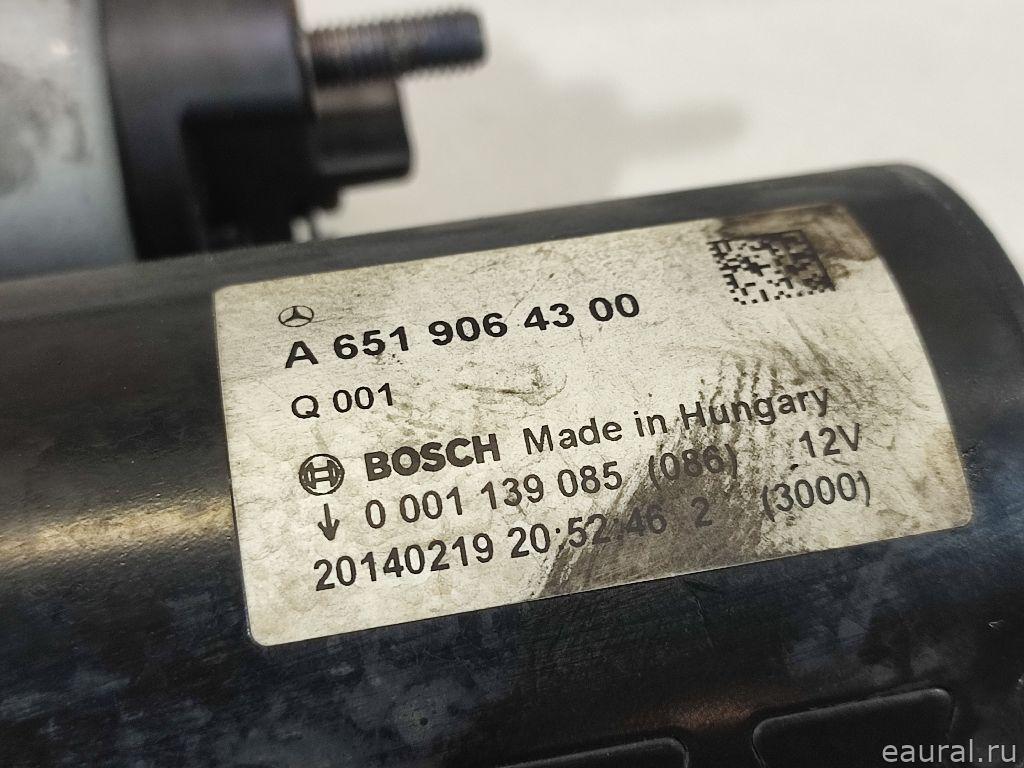 A 651 906 43 00
Q 001
BOSCH Made in Hungary
↓ 0 001 139 085 (086) 12V
20140219 20:52:46 2 (3000)
eaural.ru